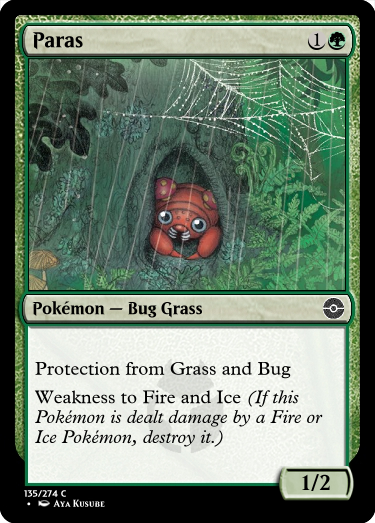 Paras 1
Pokémon — Bug Grass
Protection from Grass and Bug
Weakness to Fire and Ice (If this
Pokémon is dealt damage by a Fire or
Ice Pokémon, destroy it.)
1/2
135/274 C
• Aya Kusube